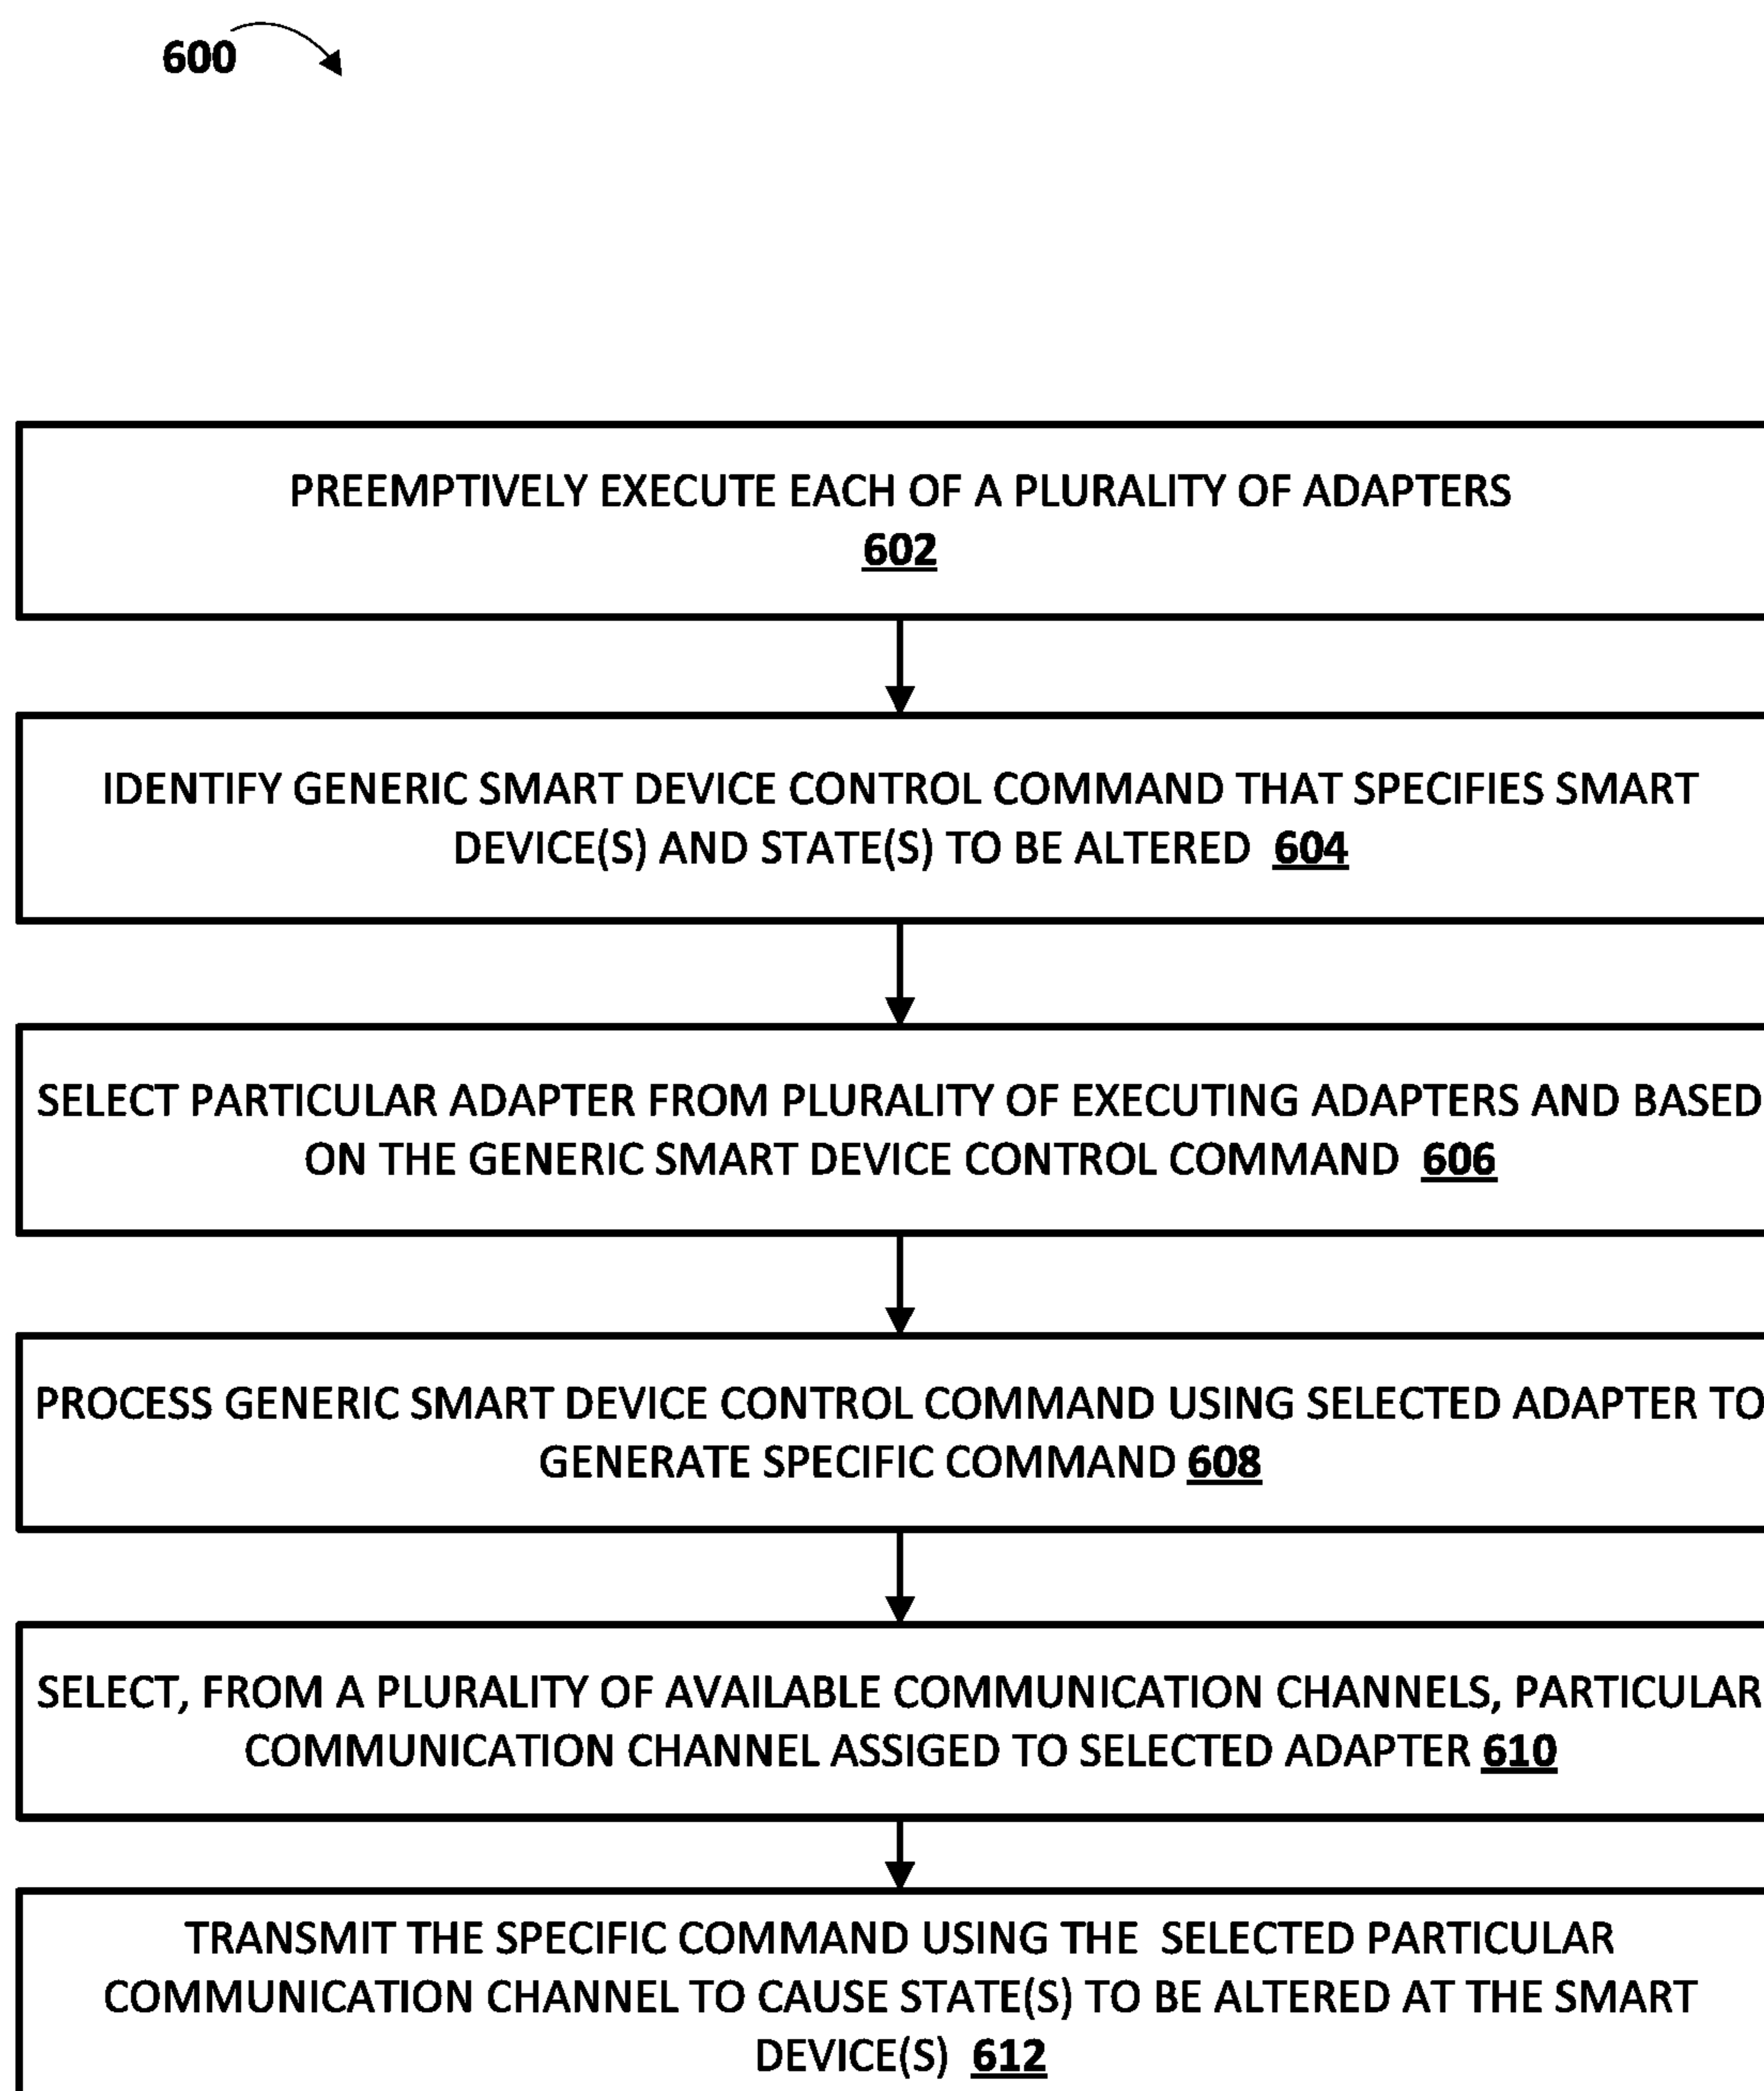 600
PREEMPTIVELY EXECUTE EACH OF A PLURALITY OF ADAPTERS
602
IDENTIFY GENERIC SMART DEVICE CONTROL COMMAND THAT SPECIFIES SMART
DEVICE(S) AND STATE(S) TO BE ALTERED 604
SELECT PARTICULAR ADAPTER FROM PLURALITY OF EXECUTING ADAPTERS AND BASED
ON THE GENERIC SMART DEVICE CONTROL COMMAND 606
PROCESS GENERIC SMART DEVICE CONTROL COMMAND USING SELECTED ADAPTER TO
GENERATE SPECIFIC COMMAND 608
SELECT, FROM A PLURALITY OF AVAILABLE COMMUNICATION CHANNELS, PARTICULAR
COMMUNICATION CHANNEL ASSIGED TO SELECTED ADAPTER 610
TRANSMIT THE SPECIFIC COMMAND USING THE SELECTED PARTICULAR
COMMUNICATION CHANNEL TO CAUSE STATE(S) TO BE ALTERED AT THE SMART
DEVICE(S) 612